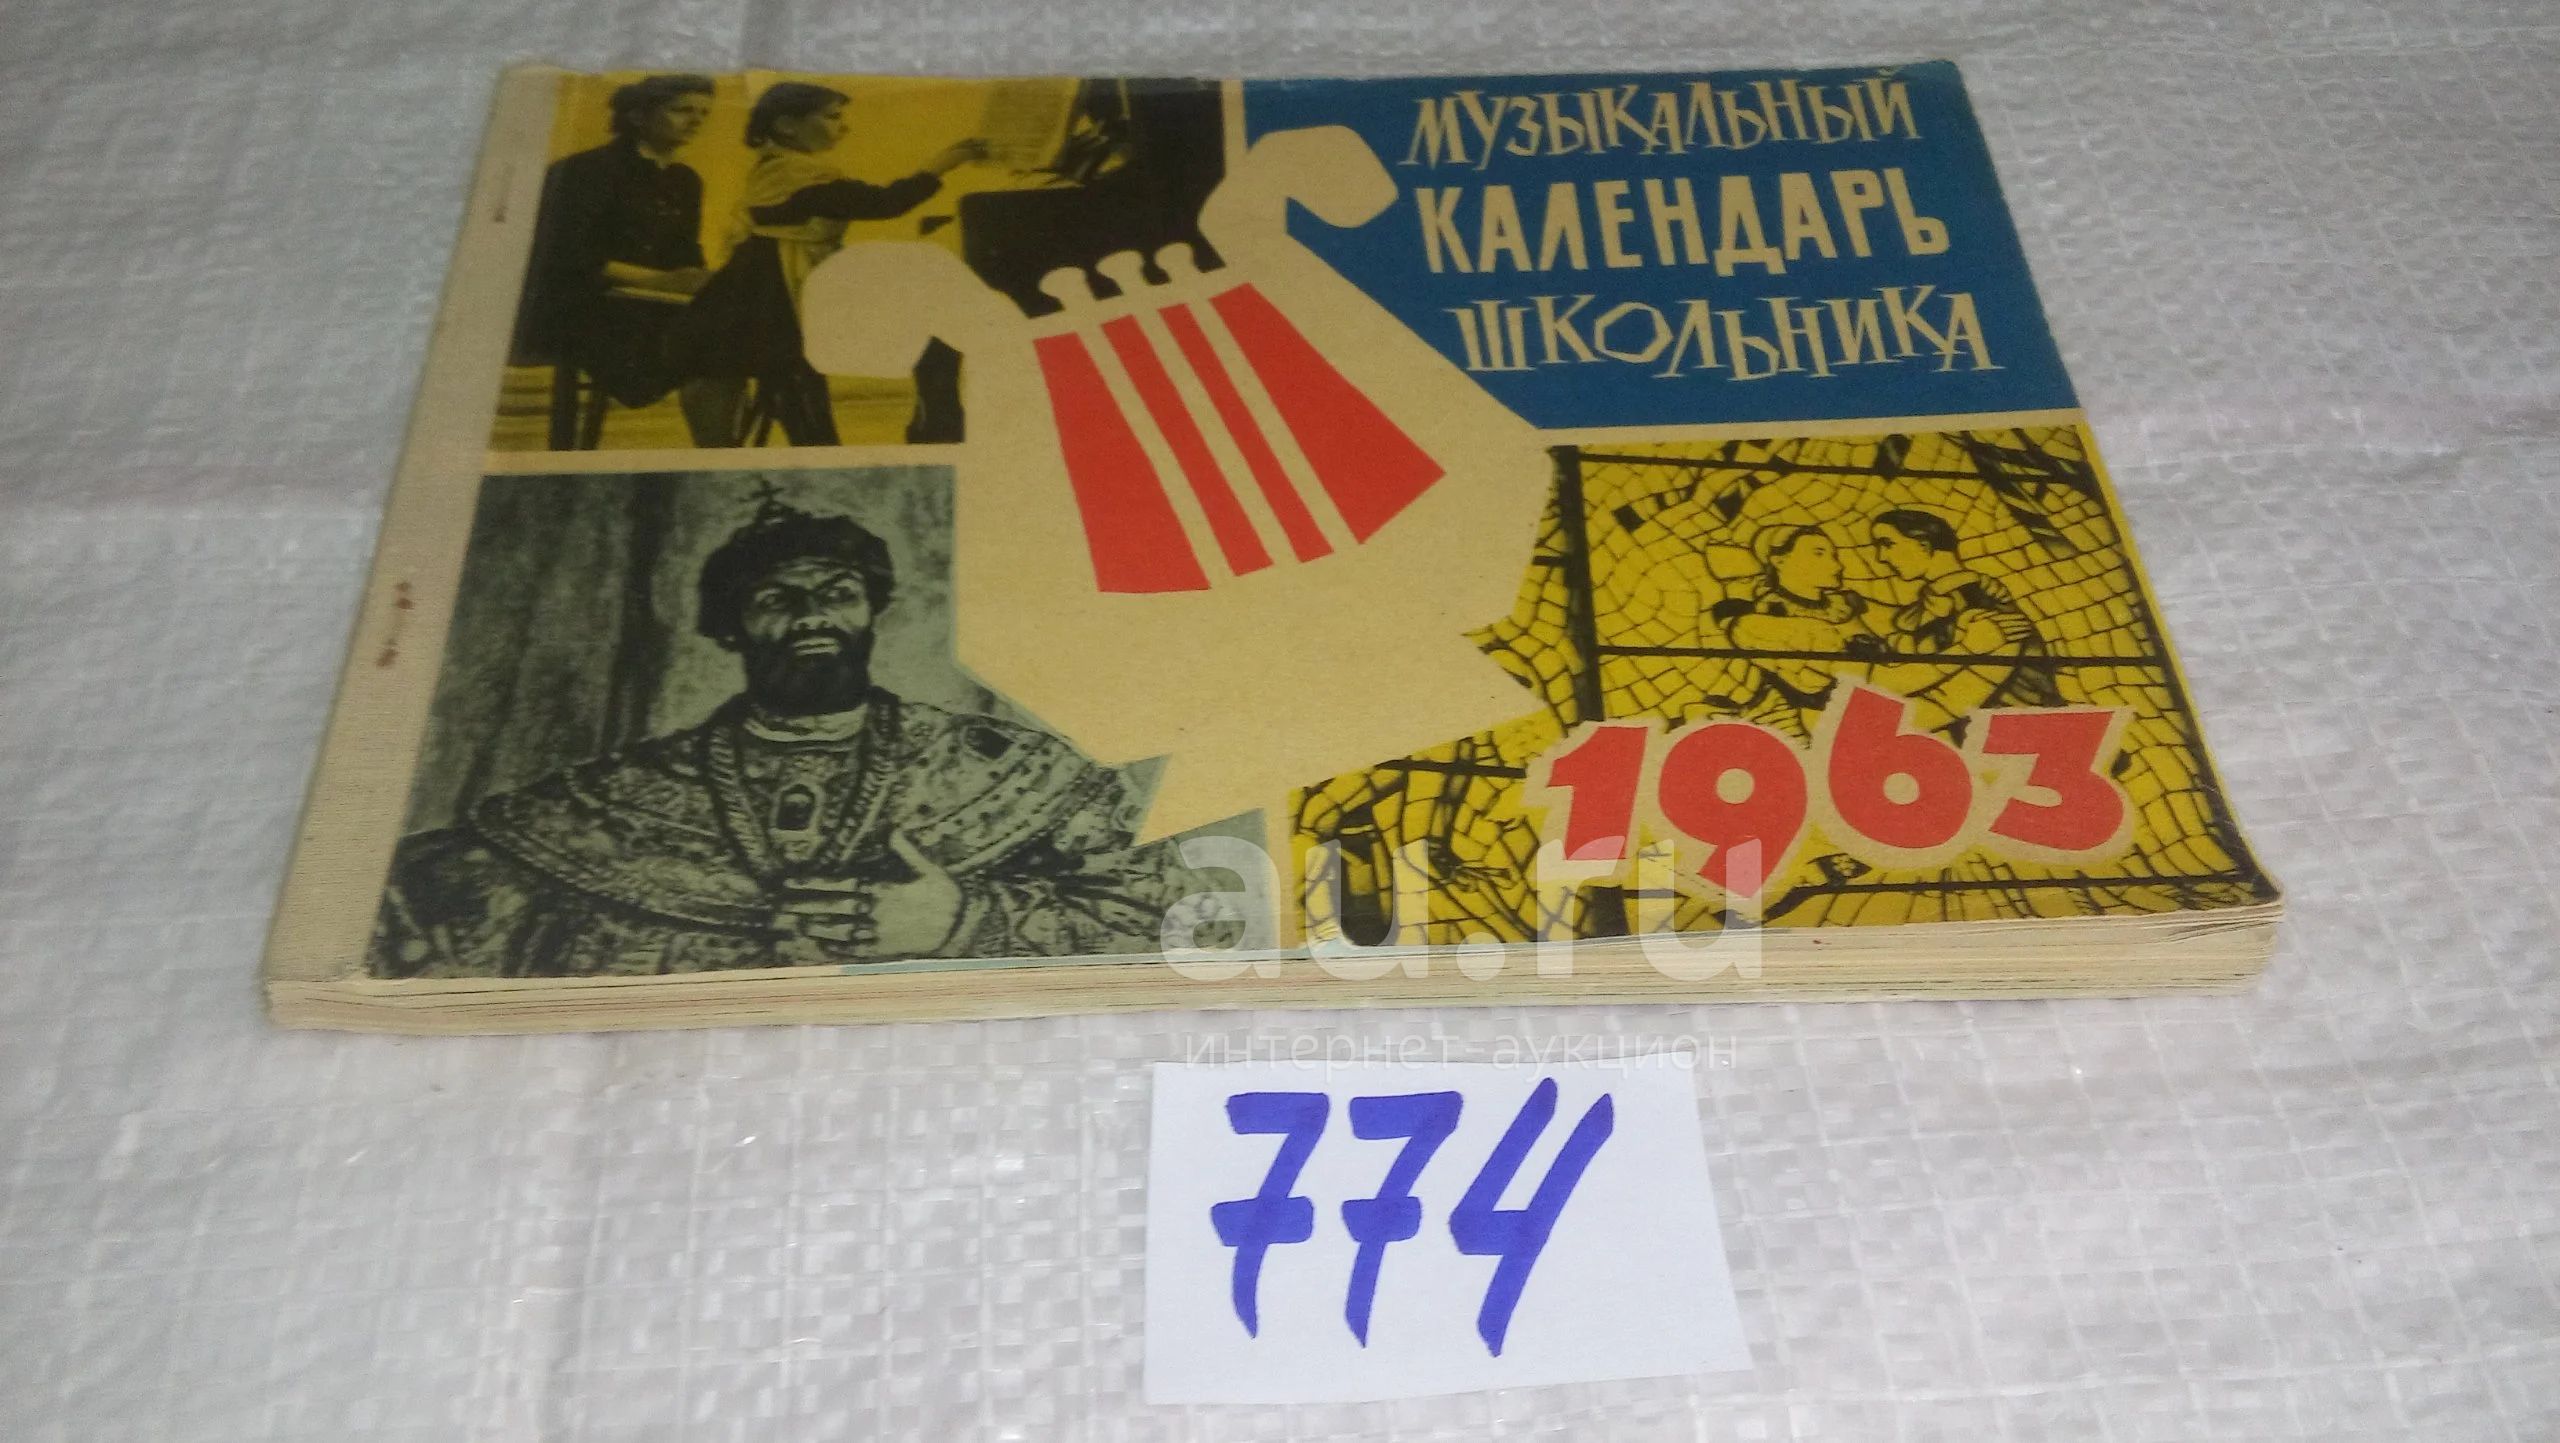 МУЗЫКАЛЬНЫЙ
КАЛЕНДАРЬ
ШКОЛЬНИКА
1963
au.ru
интернет-аукцион
774